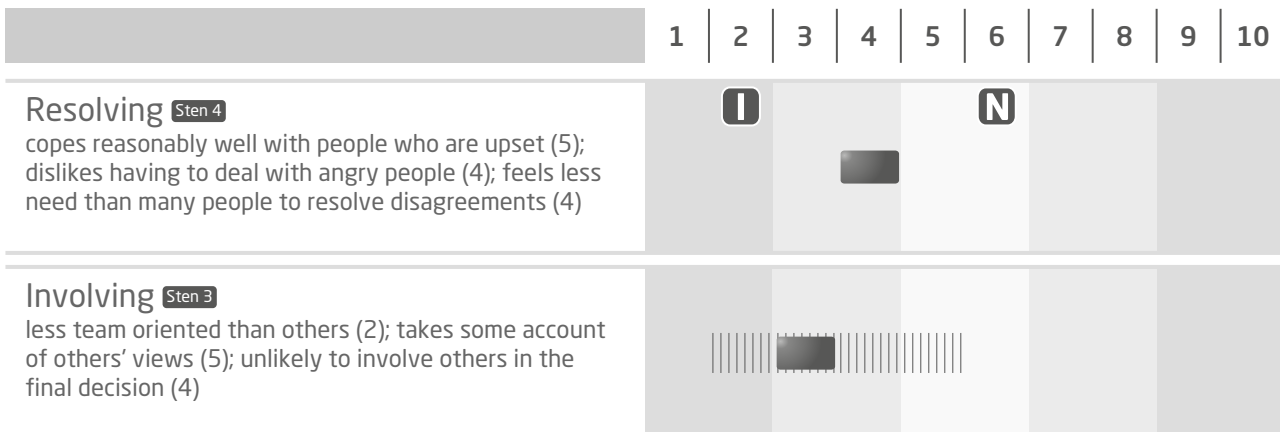 1 2 3 4 5 6 7 8 9 10
Resolving Sten 4
I N
copes reasonably well with people who are upset (5);
dislikes having to deal with angry people (4); feels less
need than many people to resolve disagreements (4)
Involving Sten 3
less team oriented than others (2); takes some account
of others’ views (5); unlikely to involve others in the
final decision (4)